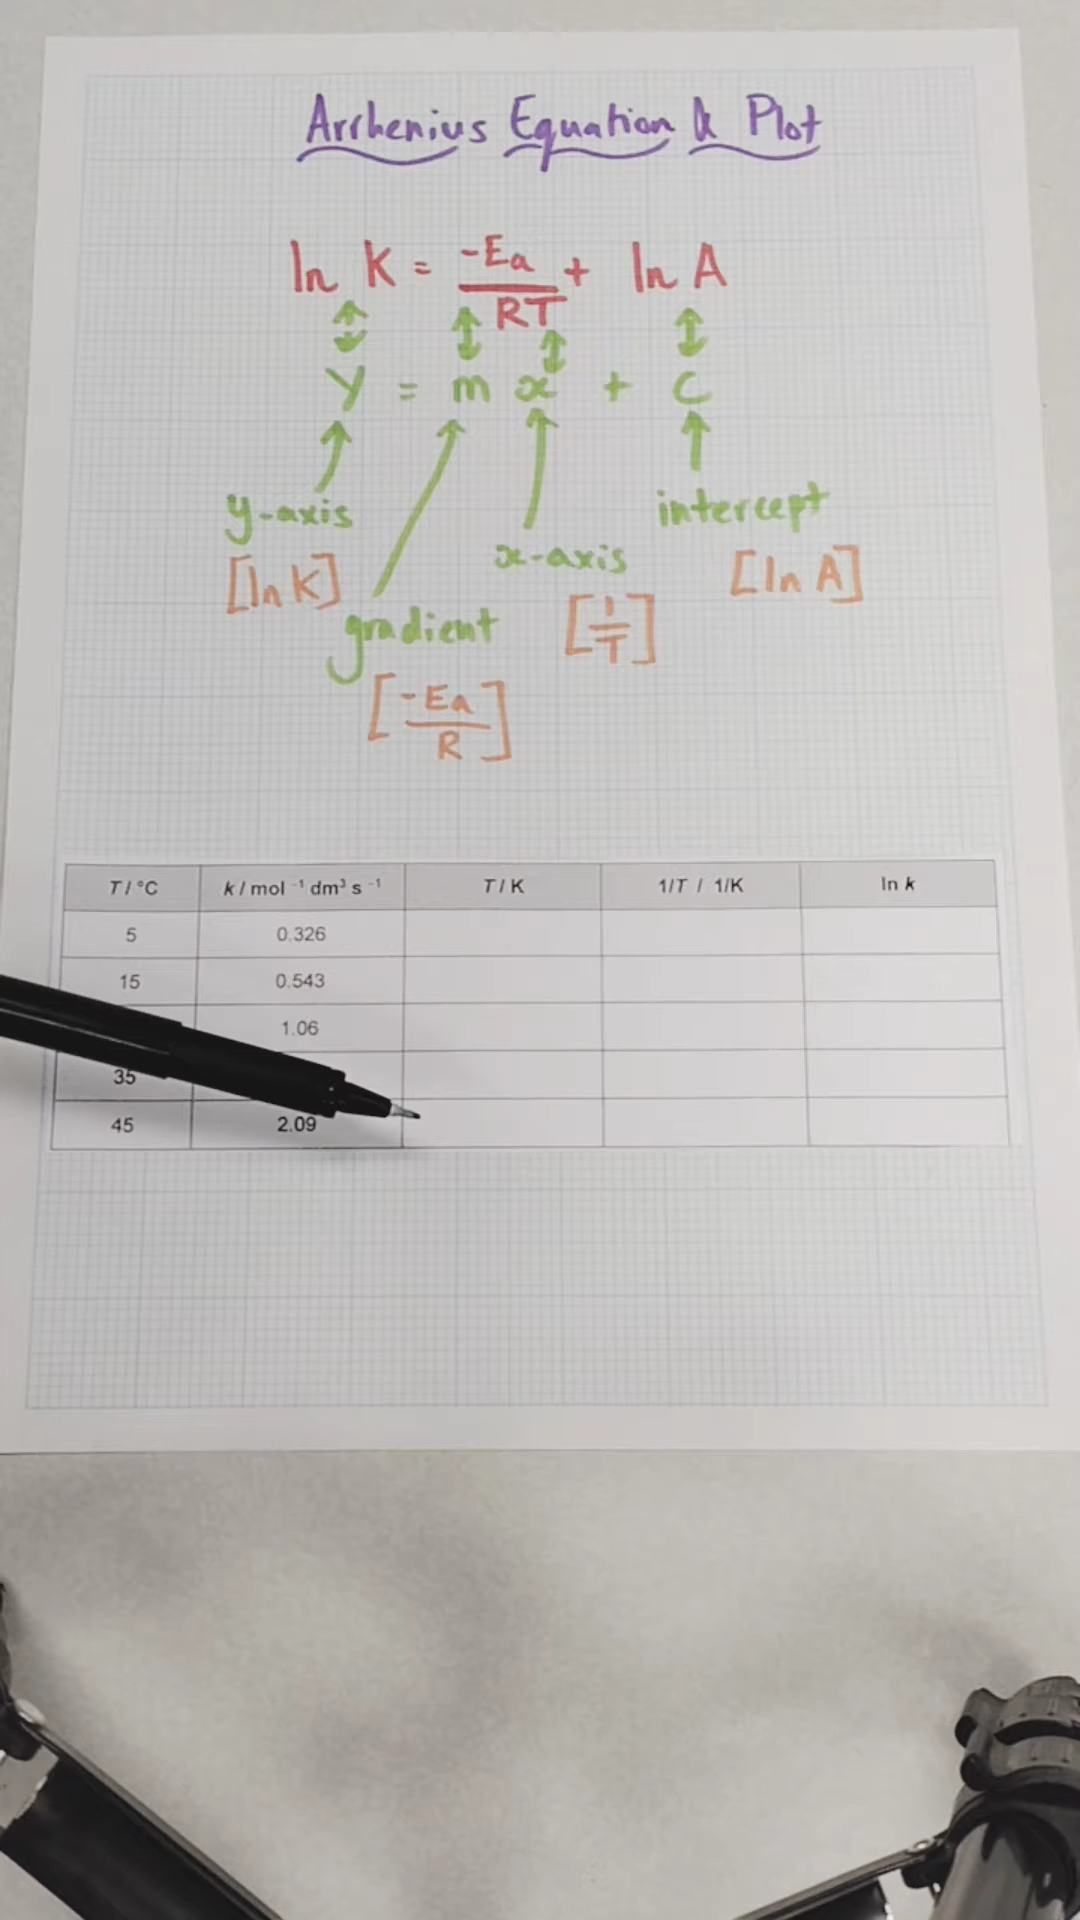 Arrhenius Equation & Plot
ln K = -Ea/RT + ln A
y = m x + c
y-axis
intercept
x-axis
[ln K]
[ln A]
gradient
[1/T]
[-Ea/R]
T / °C k / mol⁻¹ dm³ s⁻¹ T / K 1/T / 1/K ln k
5 0.326
15 0.543
1.06
35
45 2.09